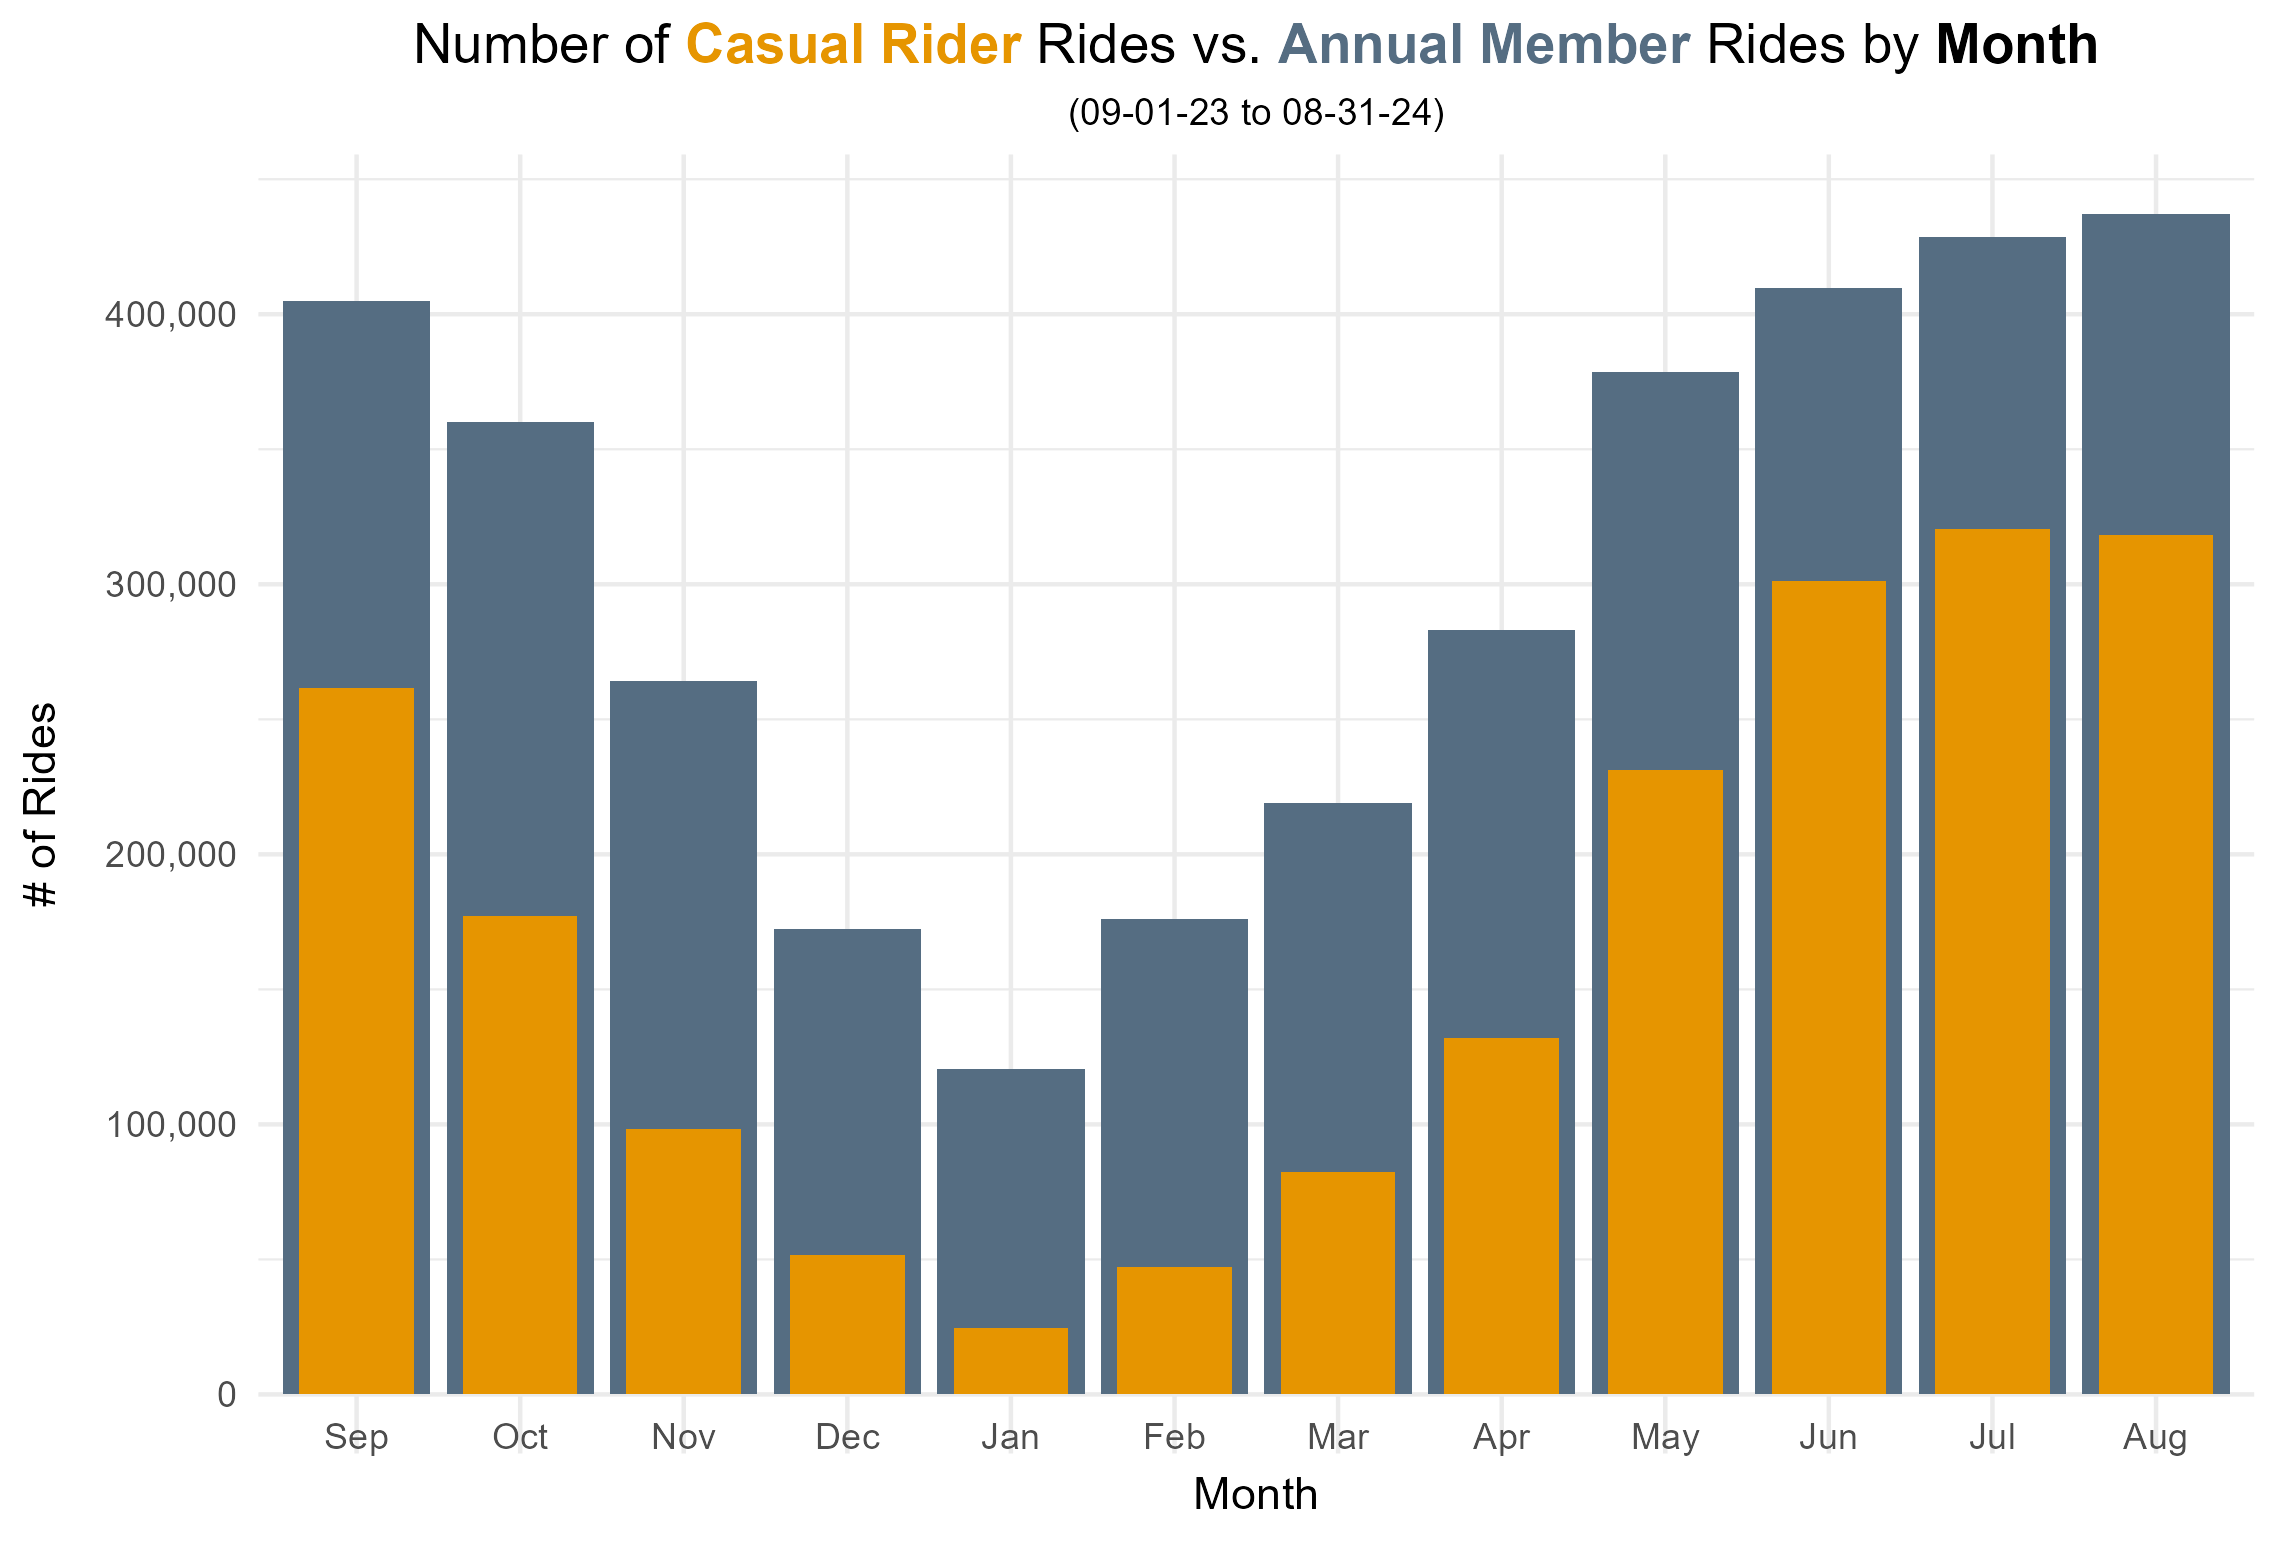 Number of Casual Rider Rides vs. Annual Member Rides by Month
(09-01-23 to 08-31-24)
# of Rides
400,000
300,000
200,000
100,000
0
Sep Oct Nov Dec Jan Feb Mar Apr May Jun Jul Aug
Month